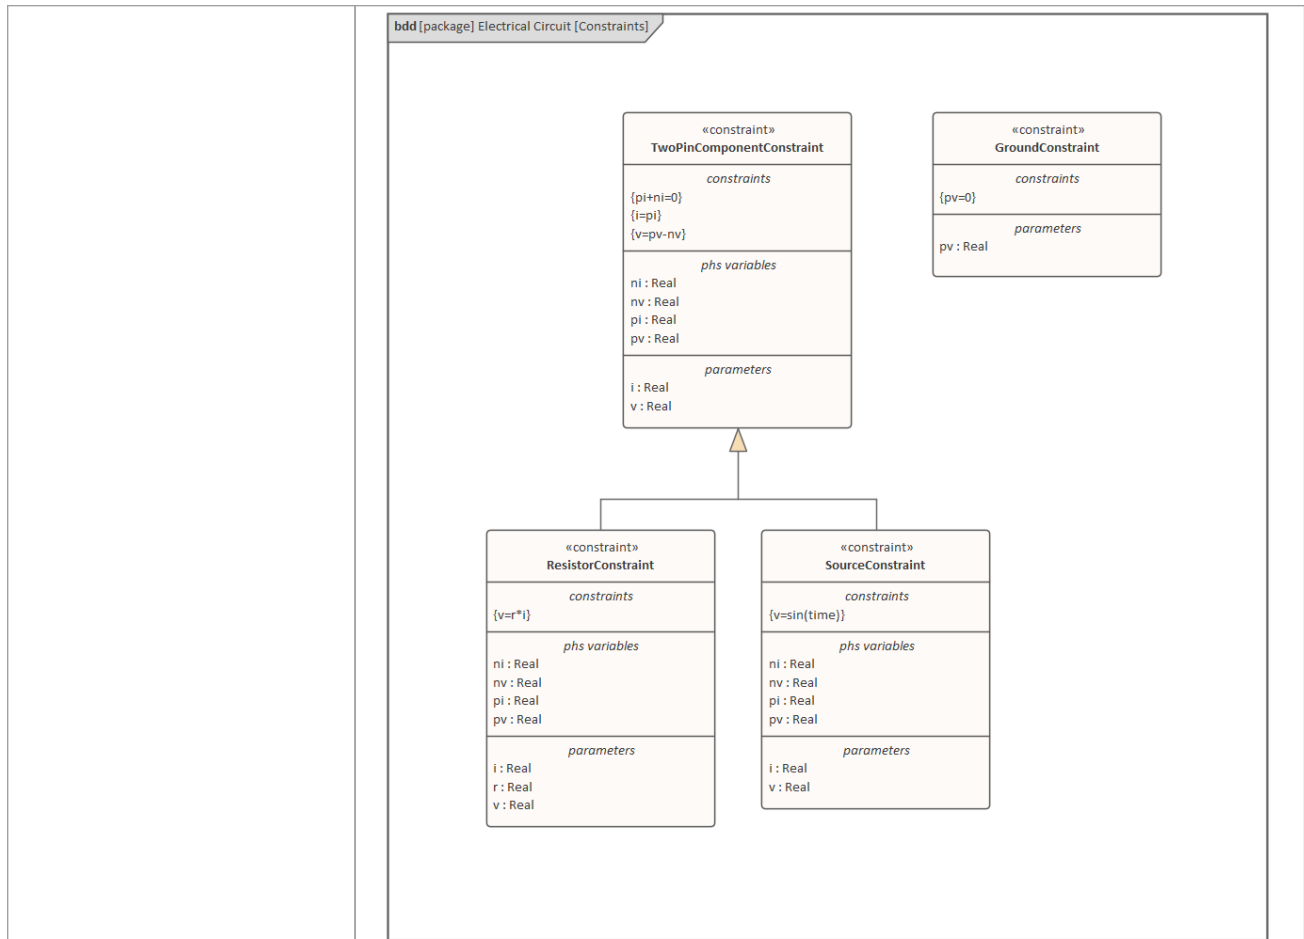 bdd [package] Electrical Circuit [Constraints]
«constraint»
TwoPinComponentConstraint
constraints
{pi+ni=0}
{i=pi}
{v=pv-nv}
phs variables
ni : Real
nv : Real
pi : Real
pv : Real
parameters
i : Real
v : Real
«constraint»
GroundConstraint
constraints
{pv=0}
parameters
pv : Real
«constraint»
ResistorConstraint
constraints
{v=r*i}
phs variables
ni : Real
nv : Real
pi : Real
pv : Real
parameters
i : Real
r : Real
v : Real
«constraint»
SourceConstraint
constraints
{v=sin(time)}
phs variables
ni : Real
nv : Real
pi : Real
pv : Real
parameters
i : Real
v : Real